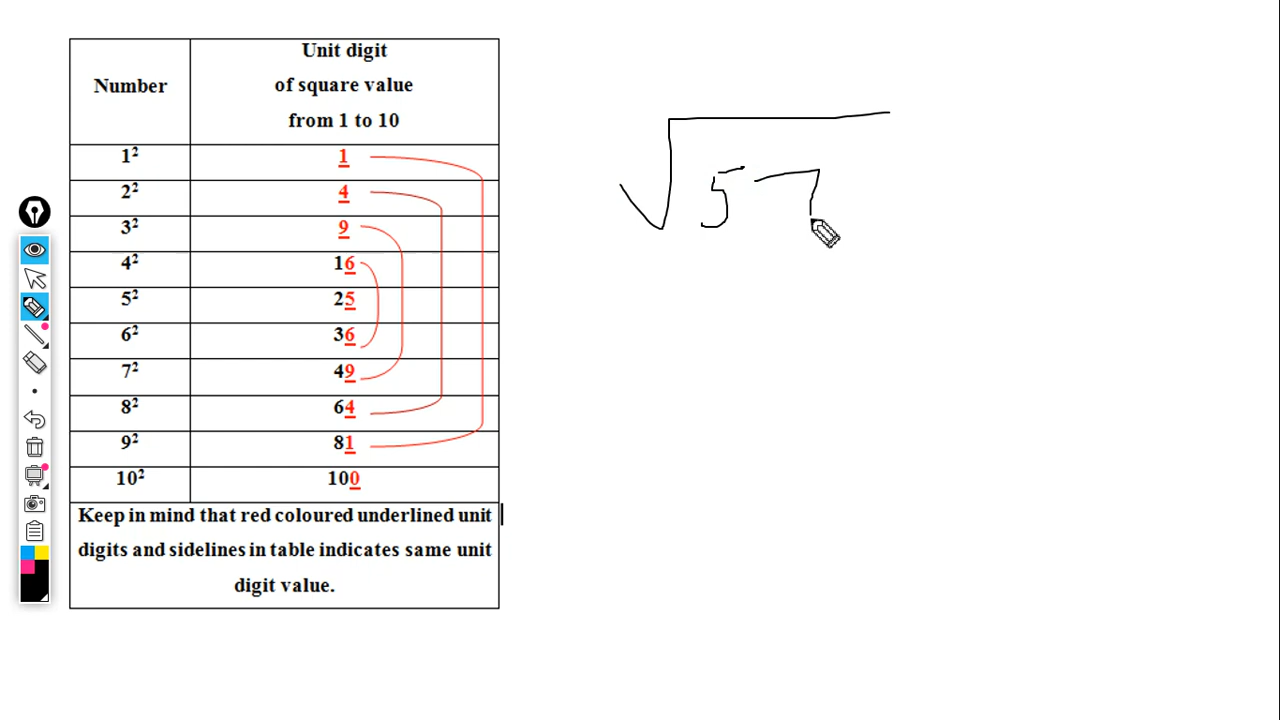 Number
Unit digit
of square value
from 1 to 10
1² 1
2² 4
3² 9
4² 16
5² 25
6² 36
7² 49
8² 64
9² 81
10² 100
Keep in mind that red coloured underlined unit
digits and sidelines in table indicates same unit
digit value.
√57